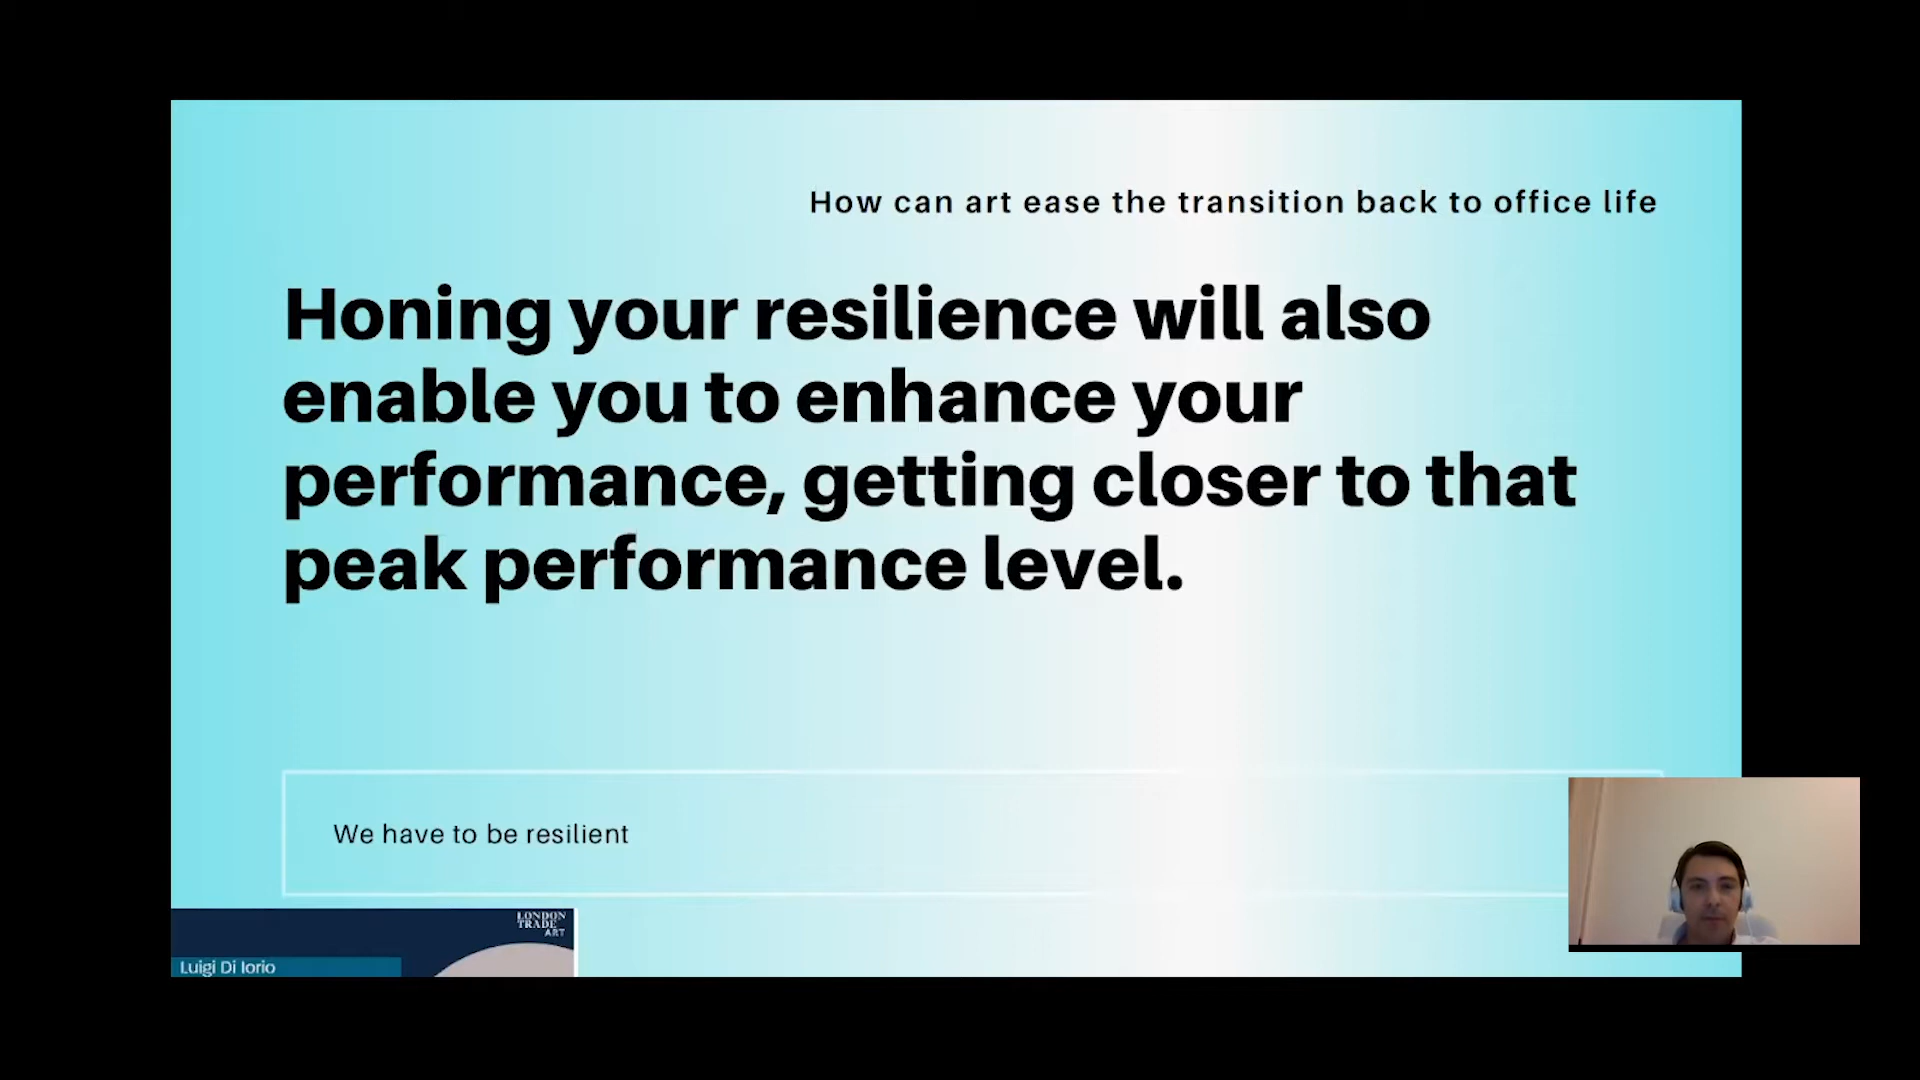 How can art ease the transition back to office life
Honing your resilience will also
enable you to enhance your
performance, getting closer to that
peak performance level.
We have to be resilient
LONDON
TRADE
ART
Luigi Di Iorio